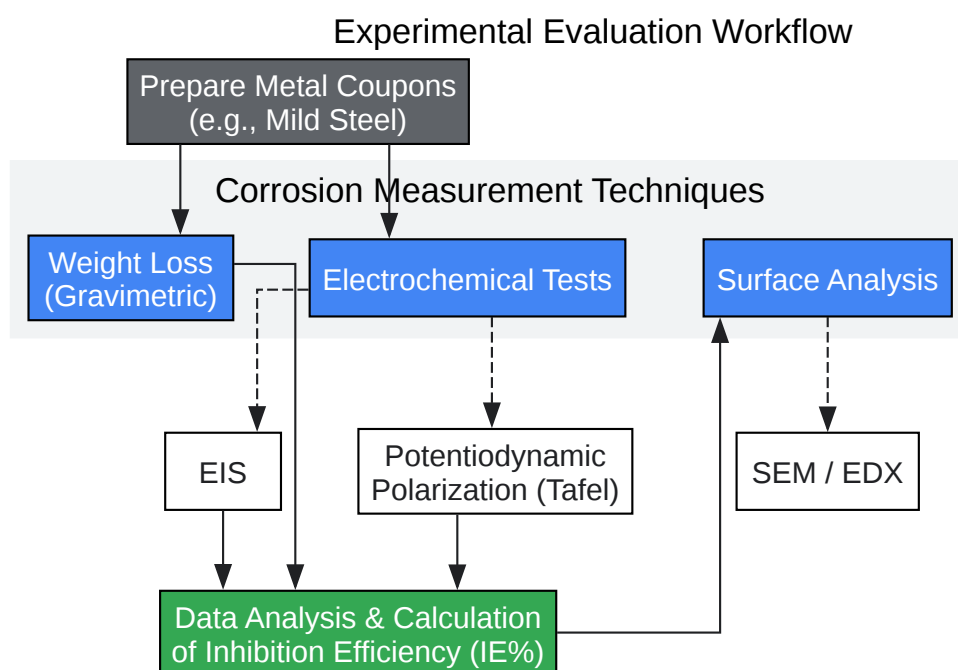 Experimental Evaluation Workflow
Prepare Metal Coupons
(e.g., Mild Steel)
Corrosion Measurement Techniques
Weight Loss
(Gravimetric)
Electrochemical Tests
Surface Analysis
EIS
Potentiodynamic
Polarization (Tafel)
SEM / EDX
Data Analysis & Calculation
of Inhibition Efficiency (IE%)